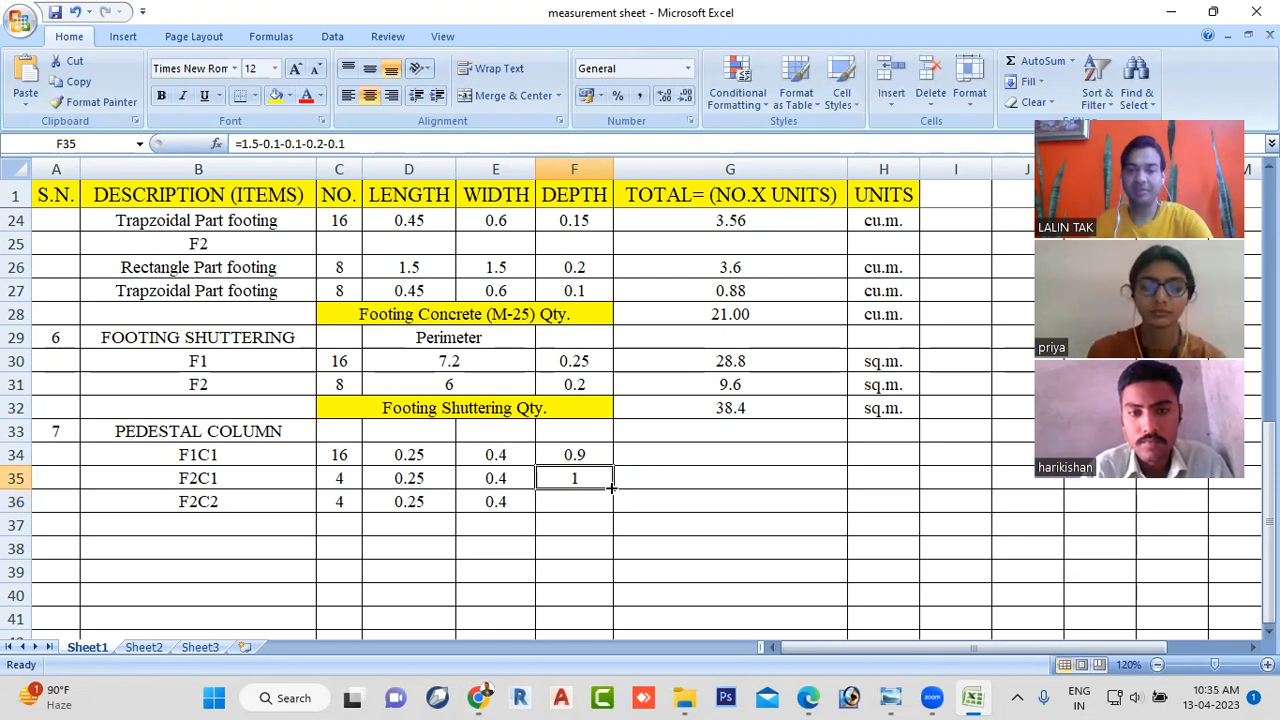 measurement sheet - Microsoft Excel
Home Insert Page Layout Formulas Data Review View
Paste
Cut
Copy
Format Painter
Clipboard
Times New Rom 12
B I U
Font
Wrap Text
Merge & Center
Alignment
General
Number
Conditional Formatting
Format as Table
Cell Styles
Styles
Insert Delete Format
Cells
AutoSum
Fill
Clear
Sort & Filter
Find & Select
F35 fx =1.5-0.1-0.1-0.2-0.1
A B C D E F G H I J M
1 S.N. DESCRIPTION (ITEMS) NO. LENGTH WIDTH DEPTH TOTAL= (NO.X UNITS) UNITS
24 Trapzoidal Part footing 16 0.45 0.6 0.15 3.56 cu.m.
25 F2
26 Rectangle Part footing 8 1.5 1.5 0.2 3.6 cu.m.
27 Trapzoidal Part footing 8 0.45 0.6 0.1 0.88 cu.m.
28 Footing Concrete (M-25) Qty. 21.00 cu.m.
29 6 FOOTING SHUTTERING Perimeter
30 F1 16 7.2 0.25 28.8 sq.m.
31 F2 8 6 0.2 9.6 sq.m.
32 Footing Shuttering Qty. 38.4 sq.m.
33 7 PEDESTAL COLUMN
34 F1C1 16 0.25 0.4 0.9
35 F2C1 4 0.25 0.4 1
36 F2C2 4 0.25 0.4
37
38
39
40
41
LALIN TAK
priya
harikishan
Sheet1 Sheet2 Sheet3
Ready 120%
1 90°F
Haze
Search
ENG
IN
10:35 AM
13-04-2023